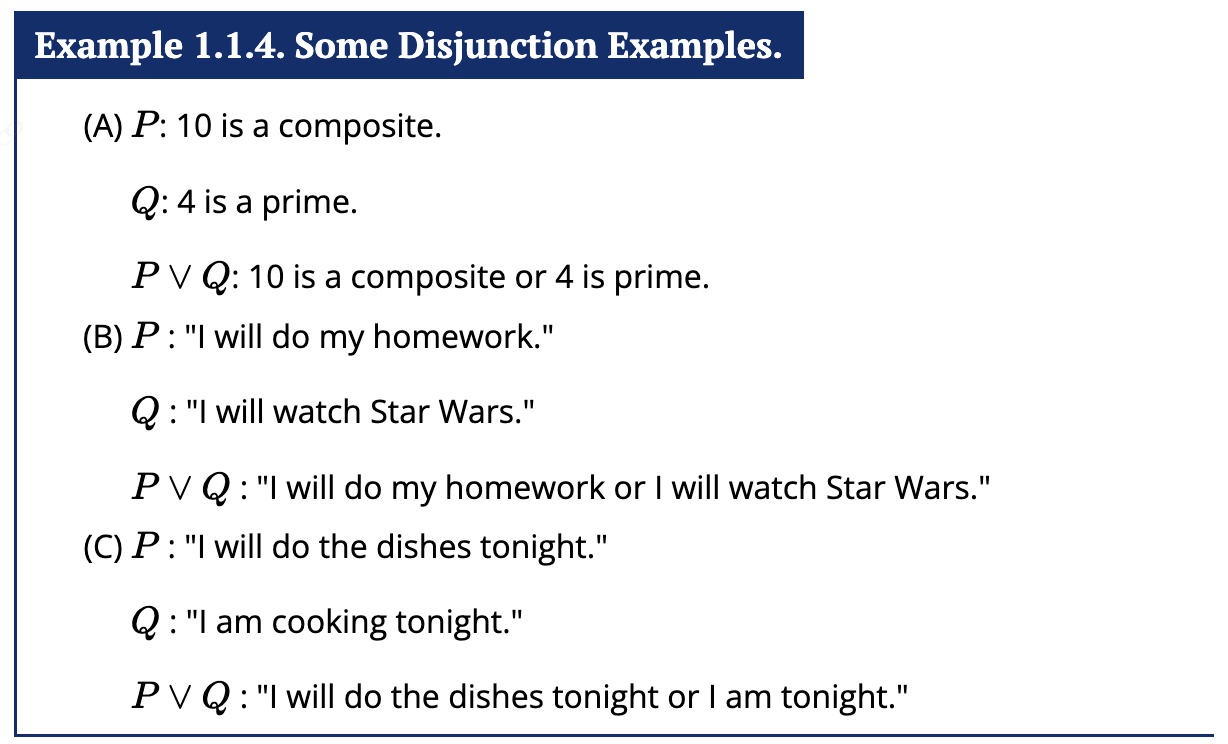 Example 1.1.4. Some Disjunction Examples.
(A) P: 10 is a composite.
Q: 4 is a prime.
P ∨ Q: 10 is a composite or 4 is prime.
(B) P : "I will do my homework."
Q : "I will watch Star Wars."
P ∨ Q : "I will do my homework or I will watch Star Wars."
(C) P : "I will do the dishes tonight."
Q : "I am cooking tonight."
P ∨ Q : "I will do the dishes tonight or I am tonight."